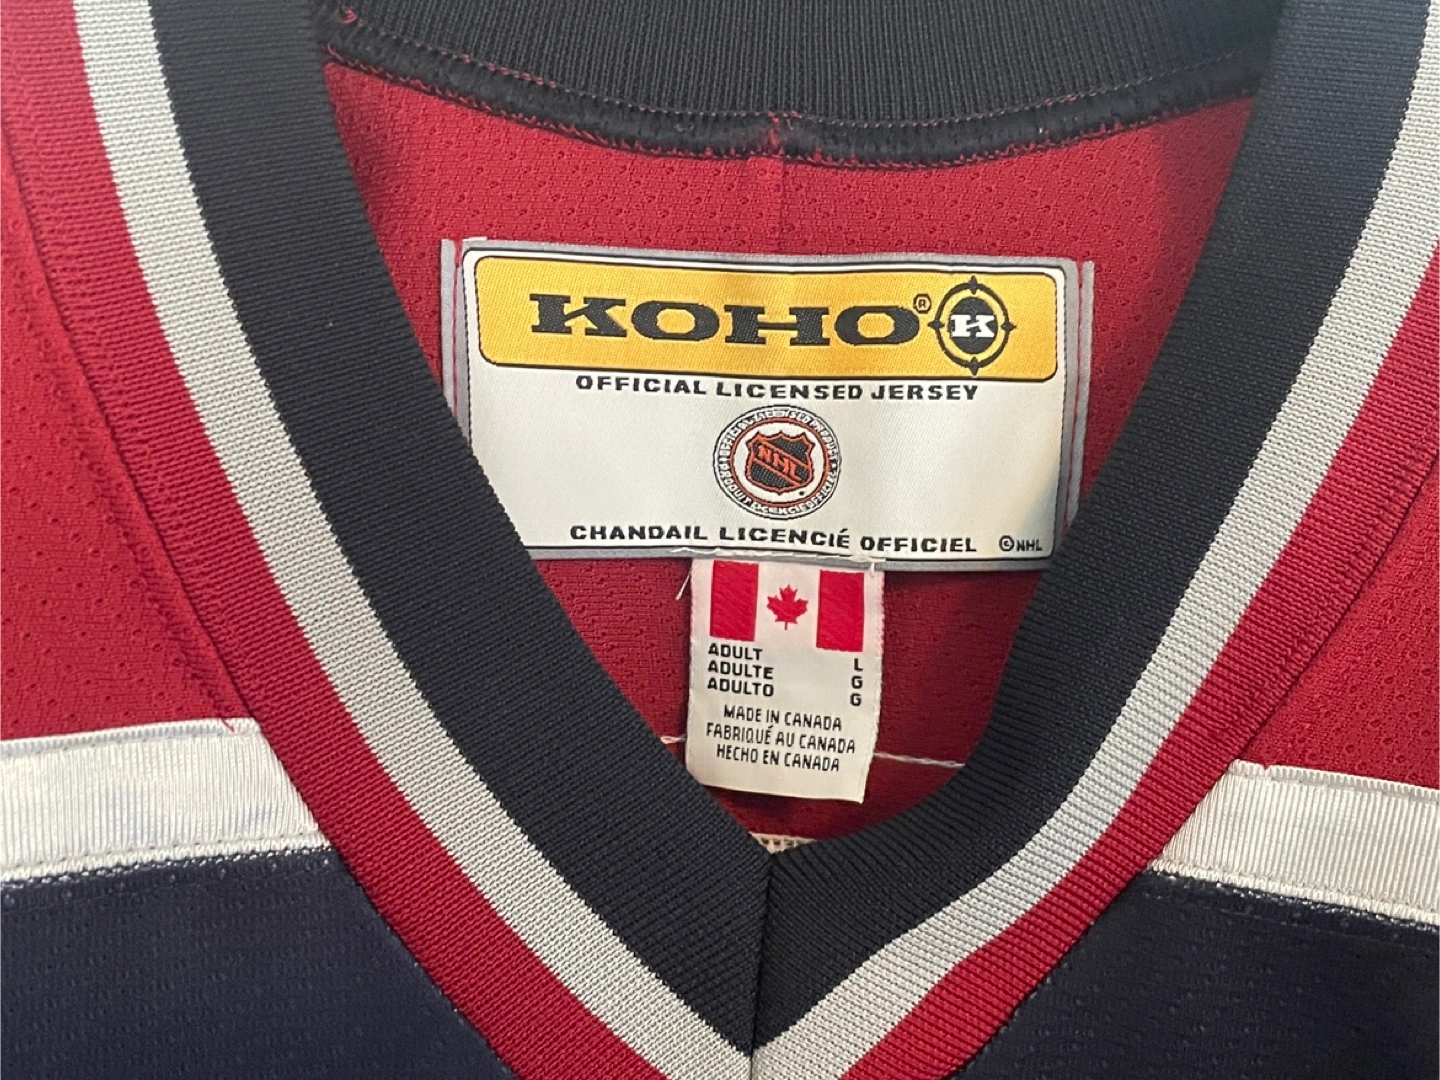 KOHO® K
OFFICIAL LICENSED JERSEY
NHL
CHANDAIL LICENCIÉ OFFICIEL ©NHL
ADULT L
ADULTE G
ADULTO G
MADE IN CANADA
FABRIQUÉ AU CANADA
HECHO EN CANADA